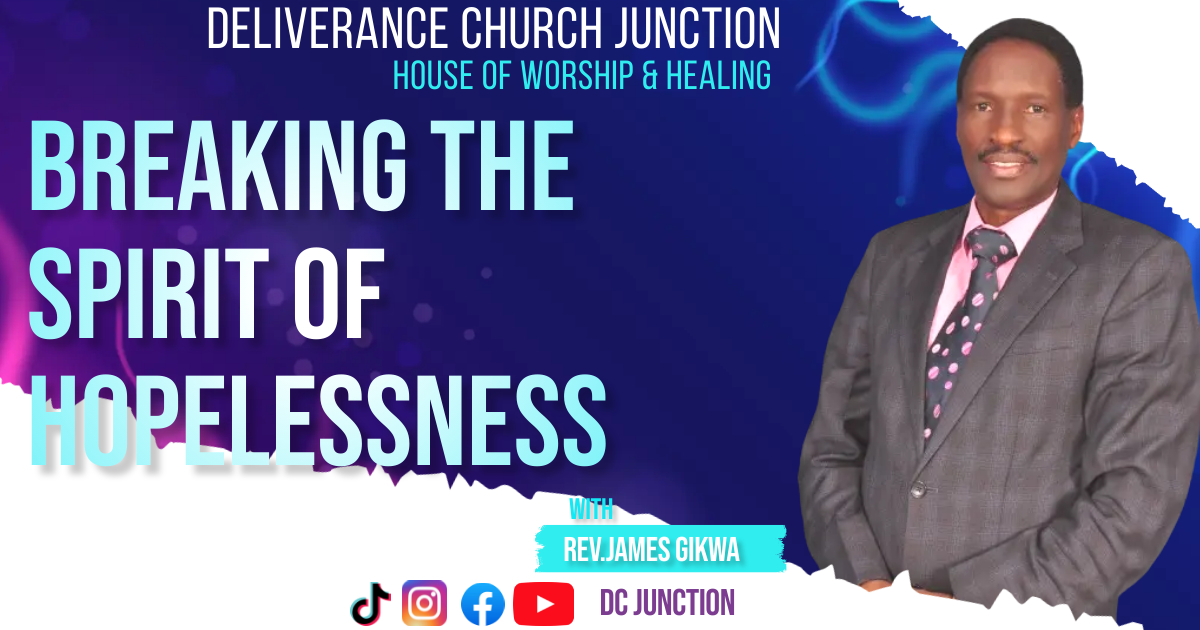 DELIVERANCE CHURCH JUNCTION
HOUSE OF WORSHIP & HEALING
BREAKING THE
SPIRIT OF
HOPELESSNESS
WITH
REV.JAMES GIKWA
DC JUNCTION